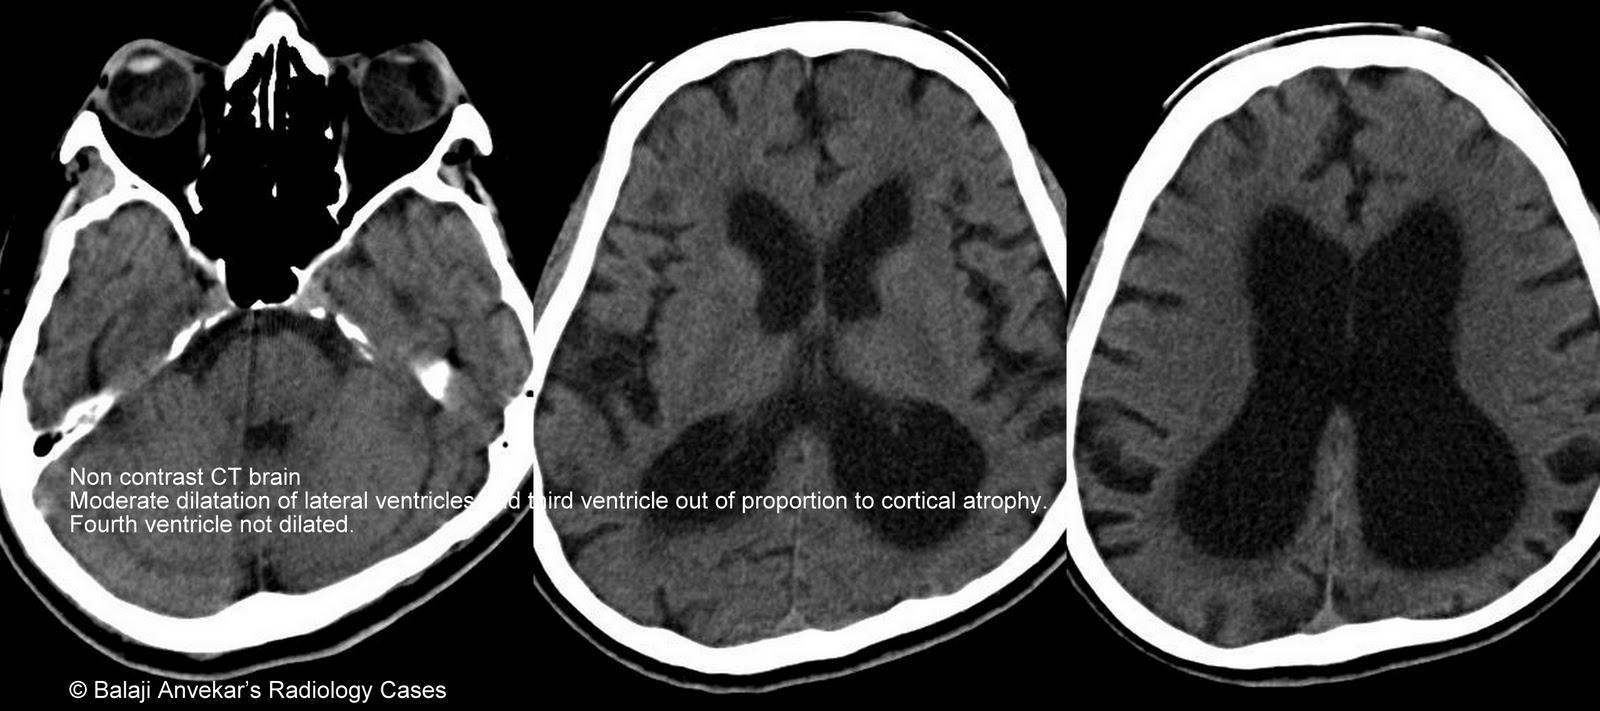 Non contrast CT brain
Moderate dilatation of lateral ventricles and third ventricle out of proportion to cortical atrophy.
Fourth ventricle not dilated.
© Balaji Anvekar's Radiology Cases